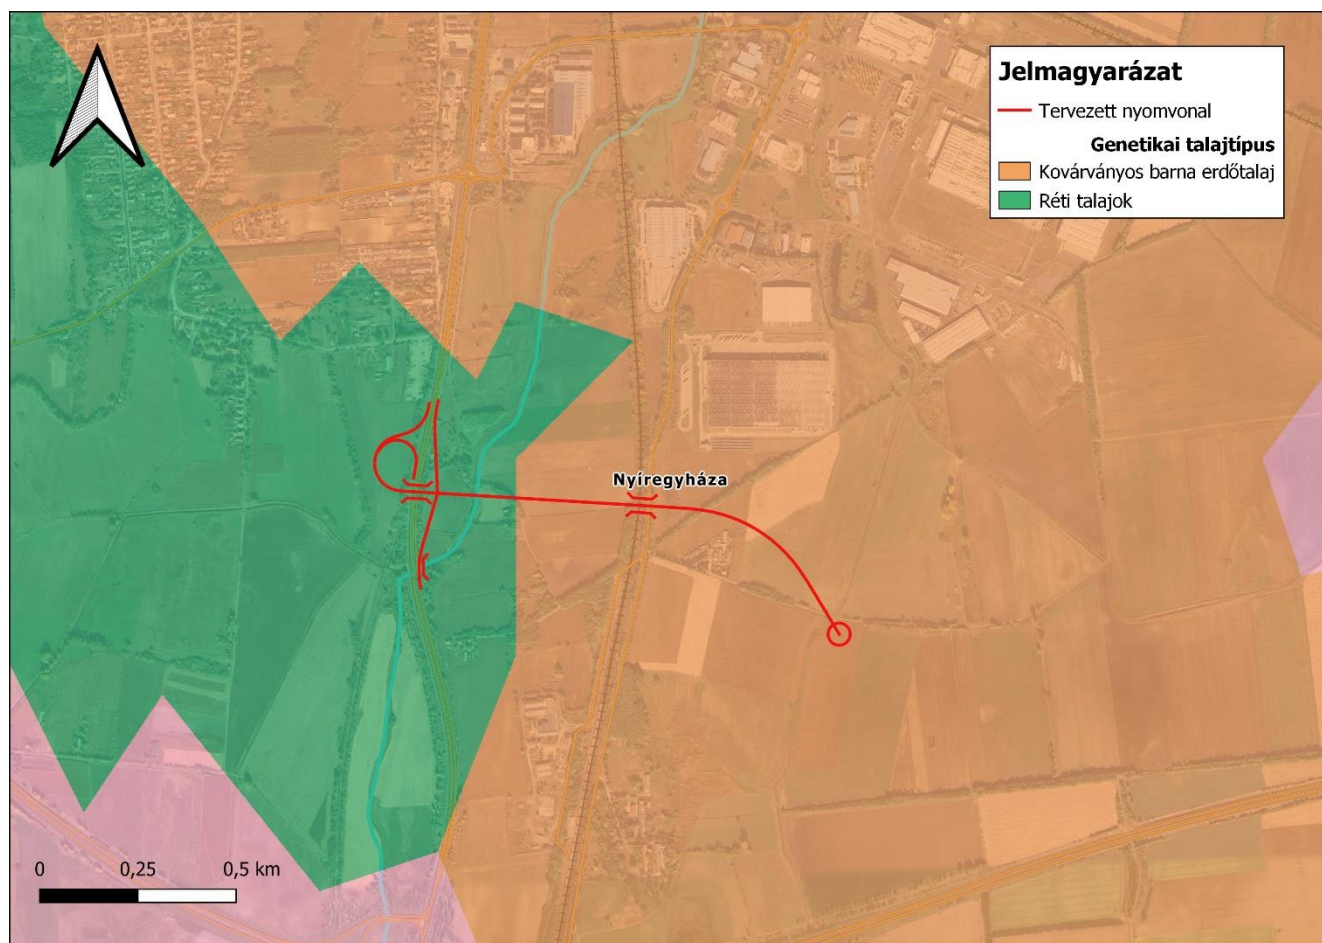 Jelmagyarázat
Tervezett nyomvonal
Genetikai talajtípus
Kovárványos barna erdőtalaj
Réti talajok
Nyíregyháza
0 0,25 0,5 km